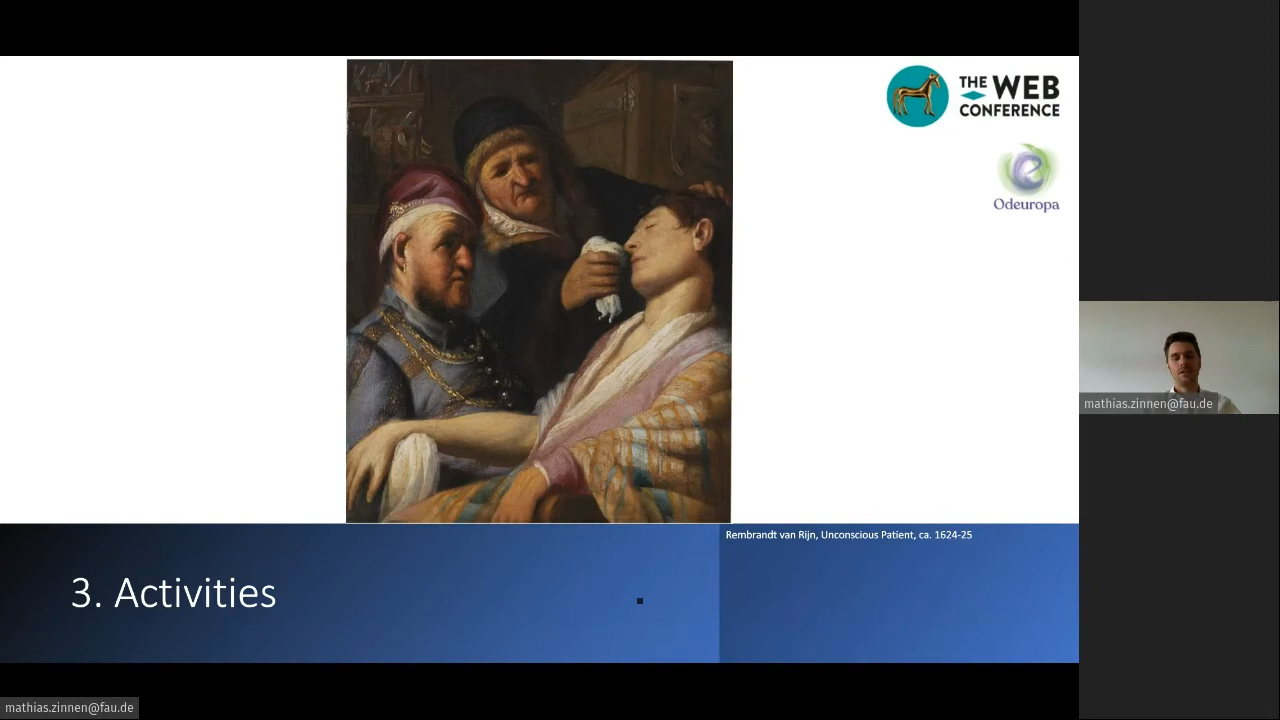 THE WEB
CONFERENCE
Odeuropa
mathias.zinnen@fau.de
Rembrandt van Rijn, Unconscious Patient, ca. 1624-25
3. Activities
mathias.zinnen@fau.de